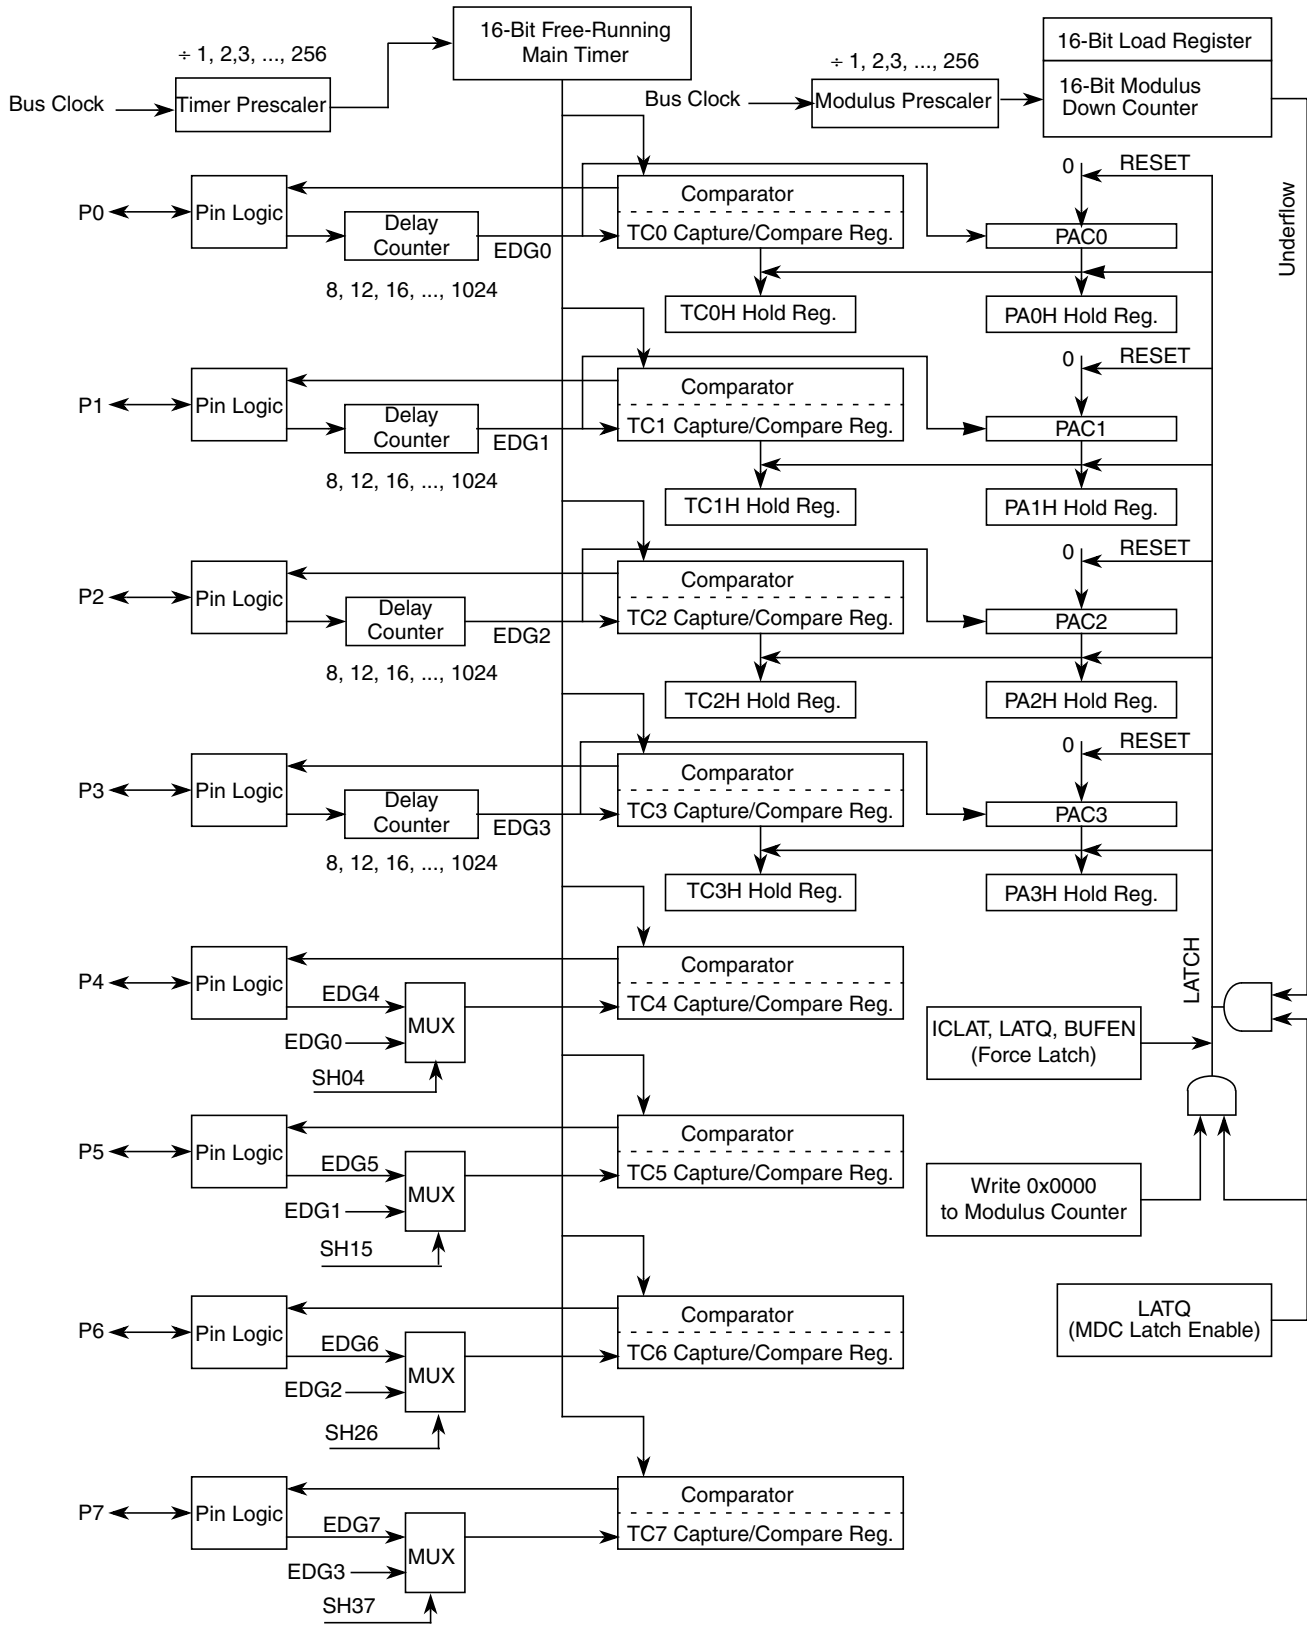 16-Bit Free-Running
Main Timer
16-Bit Load Register
16-Bit Modulus
Down Counter
÷ 1, 2,3, ..., 256
÷ 1, 2,3, ..., 256
Bus Clock
Timer Prescaler
Bus Clock
Modulus Prescaler
Underflow
0
RESET
P0
Pin Logic
Comparator
Delay
Counter
EDG0
TC0 Capture/Compare Reg.
PAC0
8, 12, 16, ..., 1024
TC0H Hold Reg.
PA0H Hold Reg.
0
RESET
P1
Pin Logic
Comparator
Delay
Counter
EDG1
TC1 Capture/Compare Reg.
PAC1
8, 12, 16, ..., 1024
TC1H Hold Reg.
PA1H Hold Reg.
0
RESET
P2
Pin Logic
Comparator
Delay
Counter
EDG2
TC2 Capture/Compare Reg.
PAC2
8, 12, 16, ..., 1024
TC2H Hold Reg.
PA2H Hold Reg.
0
RESET
P3
Pin Logic
Comparator
Delay
Counter
EDG3
TC3 Capture/Compare Reg.
PAC3
8, 12, 16, ..., 1024
TC3H Hold Reg.
PA3H Hold Reg.
LATCH
P4
Pin Logic
Comparator
EDG4
MUX
TC4 Capture/Compare Reg.
EDG0
SH04
ICLAT, LATQ, BUFEN
(Force Latch)
P5
Pin Logic
Comparator
EDG5
MUX
TC5 Capture/Compare Reg.
EDG1
SH15
Write 0x0000
to Modulus Counter
P6
Pin Logic
Comparator
EDG6
MUX
TC6 Capture/Compare Reg.
EDG2
SH26
LATQ
(MDC Latch Enable)
P7
Pin Logic
Comparator
EDG7
MUX
TC7 Capture/Compare Reg.
EDG3
SH37